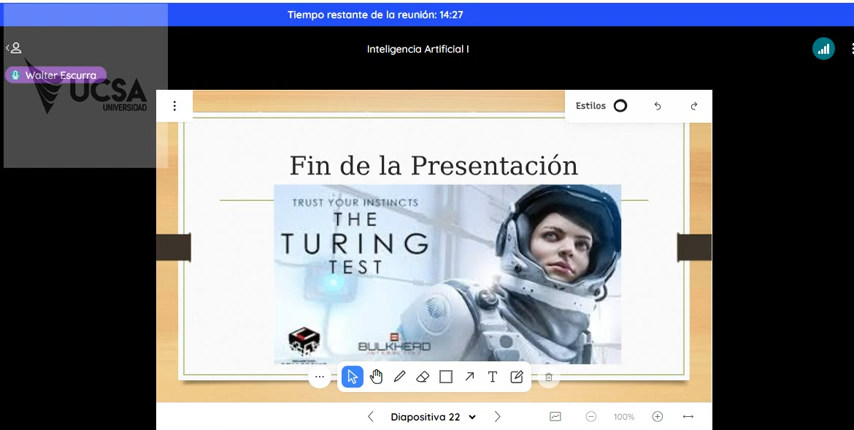 Tiempo restante de la reunión: 14:27
Inteligencia Artificial I
Walter Escurra
UCSA
UNIVERSIDAD
Estilos
Fin de la Presentación
TRUST YOUR INSTINCTS
THE
TURING
TEST
BULKHEAD
INTERACTIVE
Diapositiva 22
100%